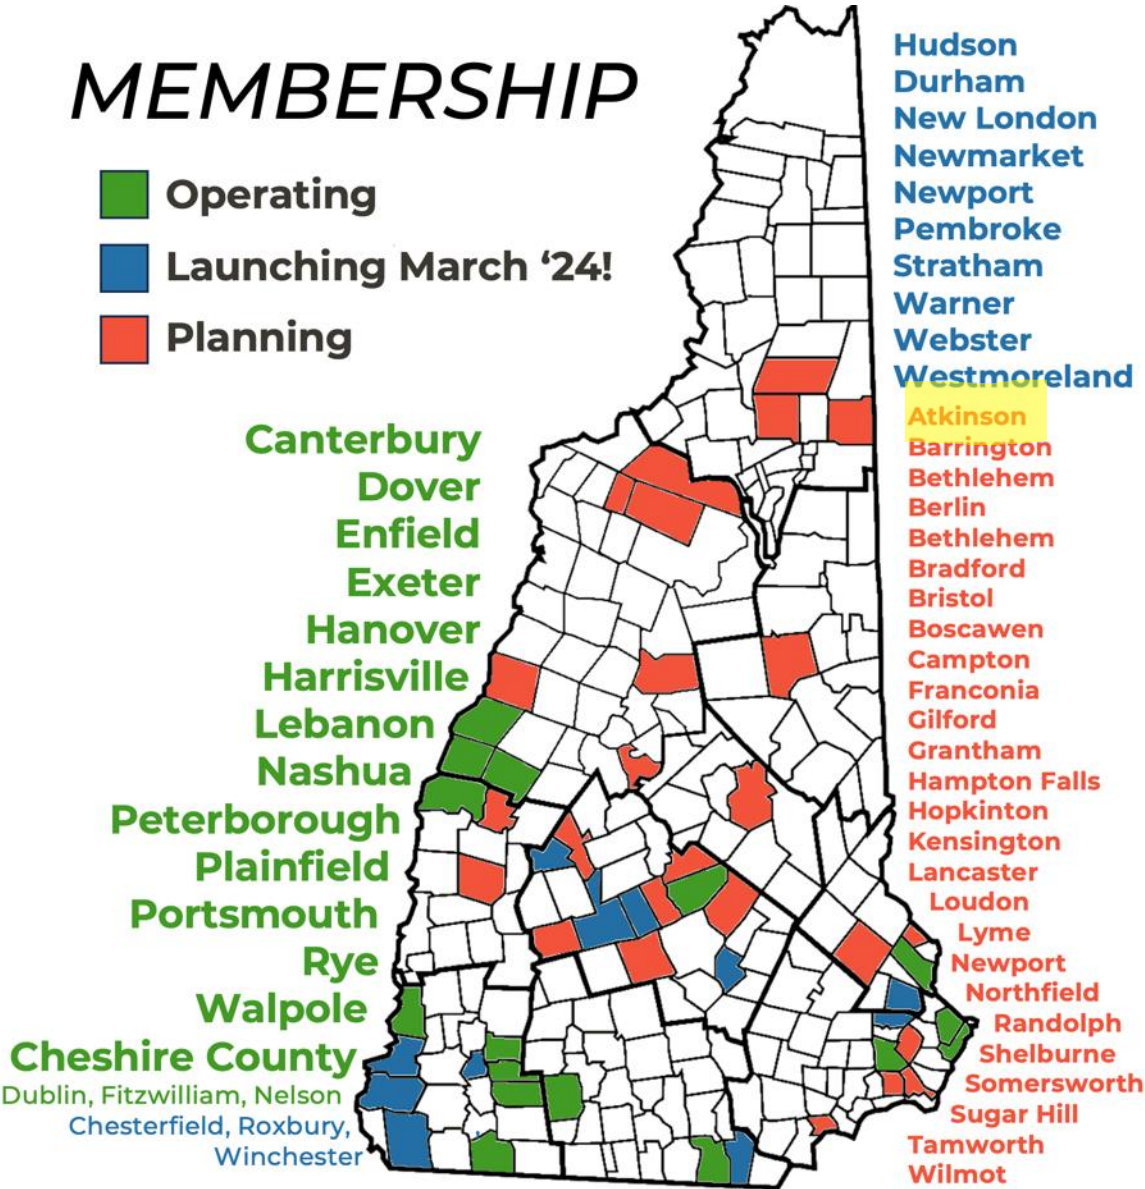 MEMBERSHIP
Operating
Launching March ‘24!
Planning
Canterbury
Dover
Enfield
Exeter
Hanover
Harrisville
Lebanon
Nashua
Peterborough
Plainfield
Portsmouth
Rye
Walpole
Cheshire County
Dublin, Fitzwilliam, Nelson
Chesterfield, Roxbury,
Winchester
Hudson
Durham
New London
Newmarket
Newport
Pembroke
Stratham
Warner
Webster
Westmoreland
Atkinson
Barrington
Bethlehem
Berlin
Bethlehem
Bradford
Bristol
Boscawen
Campton
Franconia
Gilford
Grantham
Hampton Falls
Hopkinton
Kensington
Lancaster
Loudon
Lyme
Newport
Northfield
Randolph
Shelburne
Somersworth
Sugar Hill
Tamworth
Wilmot